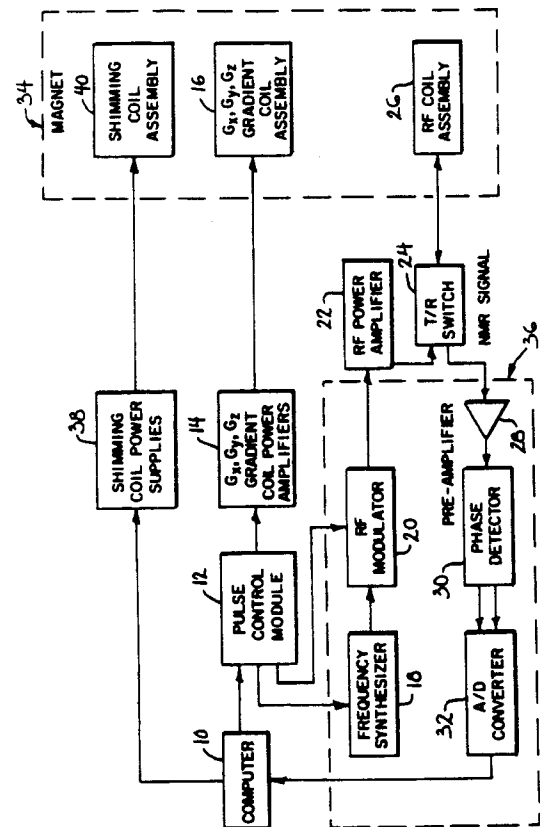 34
MAGNET
40
SHIMMING
COIL
ASSEMBLY
16
Gx, Gy, Gz
GRADIENT
COIL
ASSEMBLY
26
RF COIL
ASSEMBLY
38
SHIMMING
COIL POWER
SUPPLIES
14
Gx, Gy, Gz
GRADIENT
COIL POWER
AMPLIFIERS
22
RF POWER
AMPLIFIER
24
T/R
SWITCH
NMR SIGNAL
36
12
PULSE
CONTROL
MODULE
RF
MODULATOR
20
PRE-AMPLIFIER
28
PHASE
DETECTOR
30
10
COMPUTER
FREQUENCY
SYNTHESIZER
18
A/D
CONVERTER
32